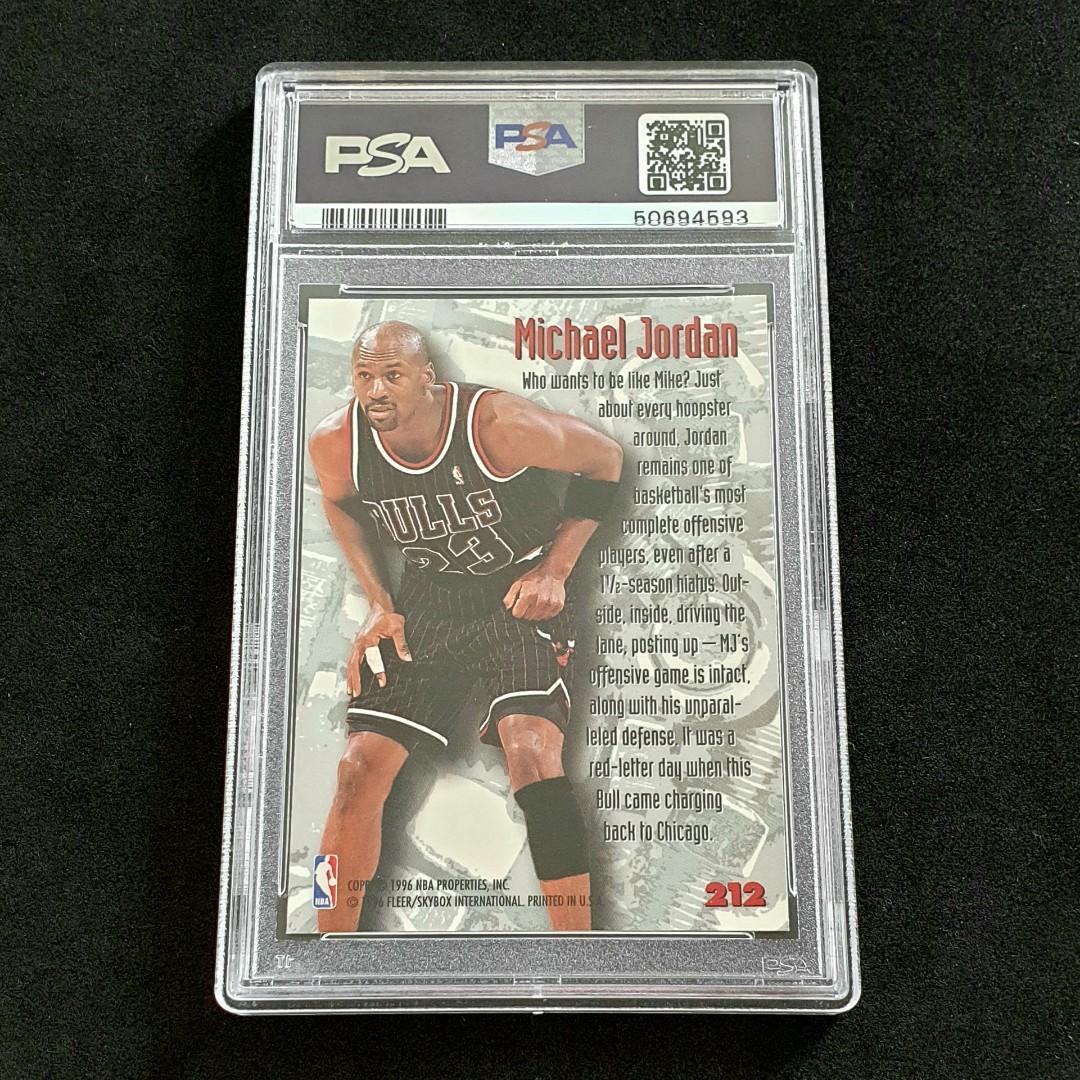 PSA
PSA
50694593
Michael Jordan
Who wants to be like Mike? Just
about every hoopster
around. Jordan
remains one of
basketball's most
complete offensive
players, even after a
1½-season hiatus. Out-
side, inside, driving the
lane, posting up — MJ's
offensive game is intact,
along with his unparal-
leled defense. It was a
red-letter day when this
Bull came charging
back to Chicago.
BULLS
23
NBA
© 1996 NBA PROPERTIES, INC.
© FLEER/SKYBOX INTERNATIONAL. PRINTED IN U.S.A.
212
PSA